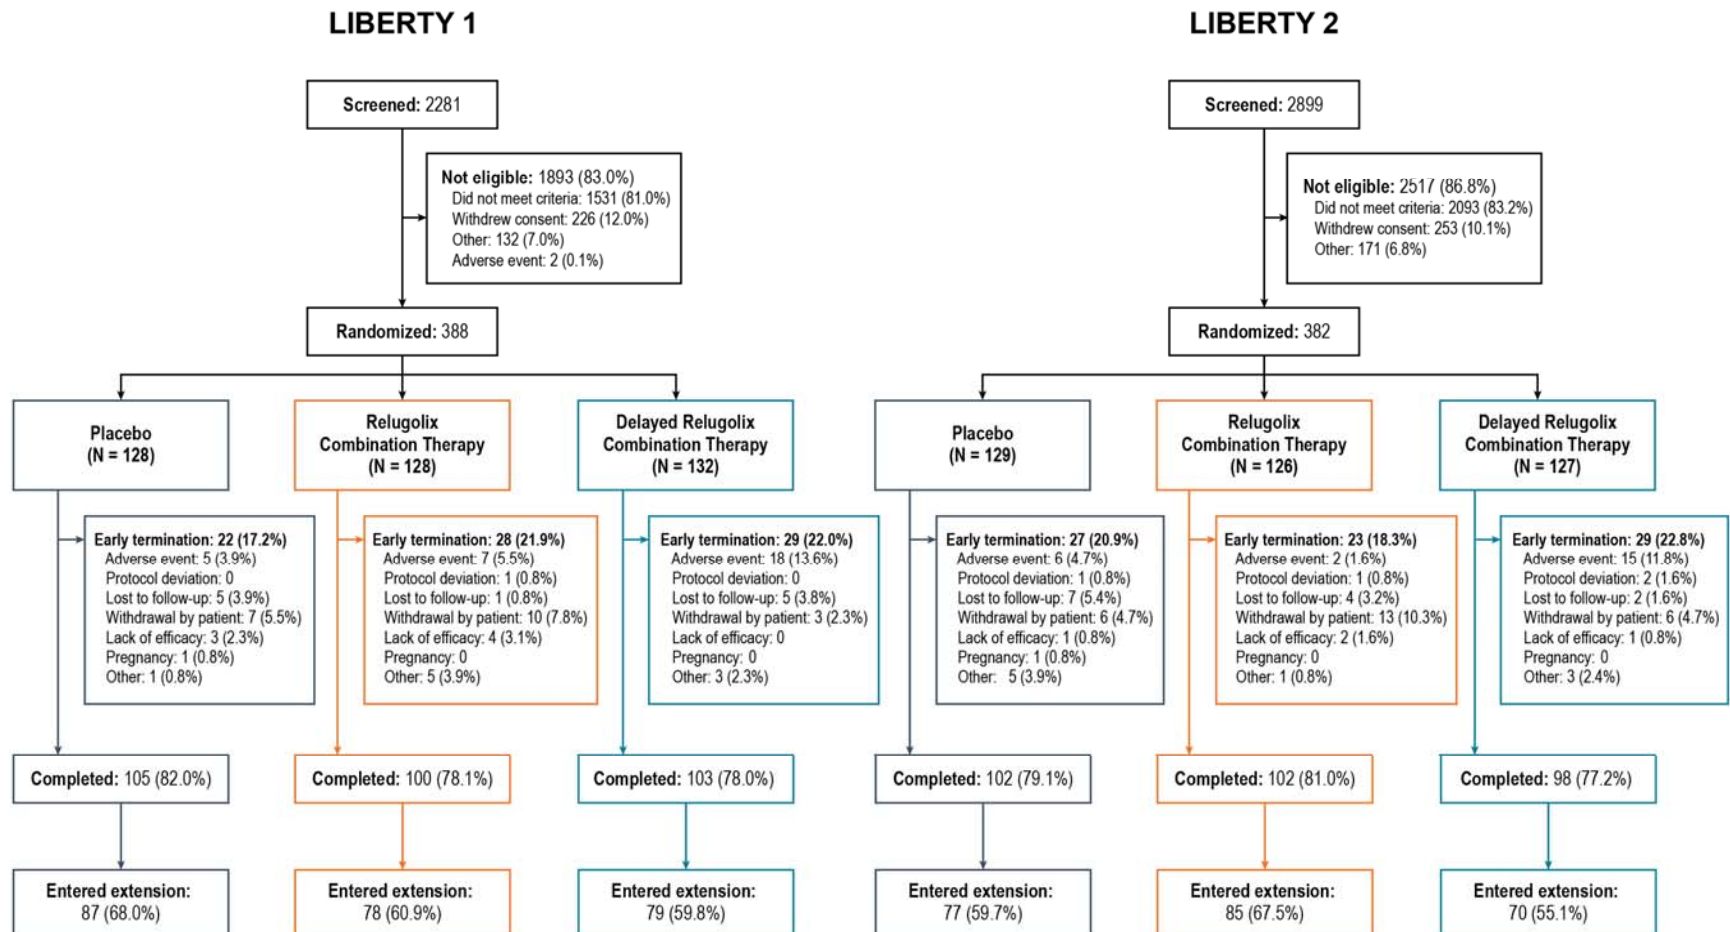 LIBERTY 1
Screened: 2281
Not eligible: 1893 (83.0%)
Did not meet criteria: 1531 (81.0%)
Withdrew consent: 226 (12.0%)
Other: 132 (7.0%)
Adverse event: 2 (0.1%)
Randomized: 388
Placebo
(N = 128)
Early termination: 22 (17.2%)
Adverse event: 5 (3.9%)
Protocol deviation: 0
Lost to follow-up: 5 (3.9%)
Withdrawal by patient: 7 (5.5%)
Lack of efficacy: 3 (2.3%)
Pregnancy: 1 (0.8%)
Other: 1 (0.8%)
Completed: 105 (82.0%)
Entered extension:
87 (68.0%)
Relugolix
Combination Therapy
(N = 128)
Early termination: 28 (21.9%)
Adverse event: 7 (5.5%)
Protocol deviation: 1 (0.8%)
Lost to follow-up: 1 (0.8%)
Withdrawal by patient: 10 (7.8%)
Lack of efficacy: 4 (3.1%)
Pregnancy: 0
Other: 5 (3.9%)
Completed: 100 (78.1%)
Entered extension:
78 (60.9%)
Delayed Relugolix
Combination Therapy
(N = 132)
Early termination: 29 (22.0%)
Adverse event: 18 (13.6%)
Protocol deviation: 0
Lost to follow-up: 5 (3.8%)
Withdrawal by patient: 3 (2.3%)
Lack of efficacy: 0
Pregnancy: 0
Other: 3 (2.3%)
Completed: 103 (78.0%)
Entered extension:
79 (59.8%)
LIBERTY 2
Screened: 2899
Not eligible: 2517 (86.8%)
Did not meet criteria: 2093 (83.2%)
Withdrew consent: 253 (10.1%)
Other: 171 (6.8%)
Randomized: 382
Placebo
(N = 129)
Early termination: 27 (20.9%)
Adverse event: 6 (4.7%)
Protocol deviation: 1 (0.8%)
Lost to follow-up: 7 (5.4%)
Withdrawal by patient: 6 (4.7%)
Lack of efficacy: 1 (0.8%)
Pregnancy: 1 (0.8%)
Other: 5 (3.9%)
Completed: 102 (79.1%)
Entered extension:
77 (59.7%)
Relugolix
Combination Therapy
(N = 126)
Early termination: 23 (18.3%)
Adverse event: 2 (1.6%)
Protocol deviation: 1 (0.8%)
Lost to follow-up: 4 (3.2%)
Withdrawal by patient: 13 (10.3%)
Lack of efficacy: 2 (1.6%)
Pregnancy: 0
Other: 1 (0.8%)
Completed: 102 (81.0%)
Entered extension:
85 (67.5%)
Delayed Relugolix
Combination Therapy
(N = 127)
Early termination: 29 (22.8%)
Adverse event: 15 (11.8%)
Protocol deviation: 2 (1.6%)
Lost to follow-up: 2 (1.6%)
Withdrawal by patient: 6 (4.7%)
Lack of efficacy: 1 (0.8%)
Pregnancy: 0
Other: 3 (2.4%)
Completed: 98 (77.2%)
Entered extension:
70 (55.1%)